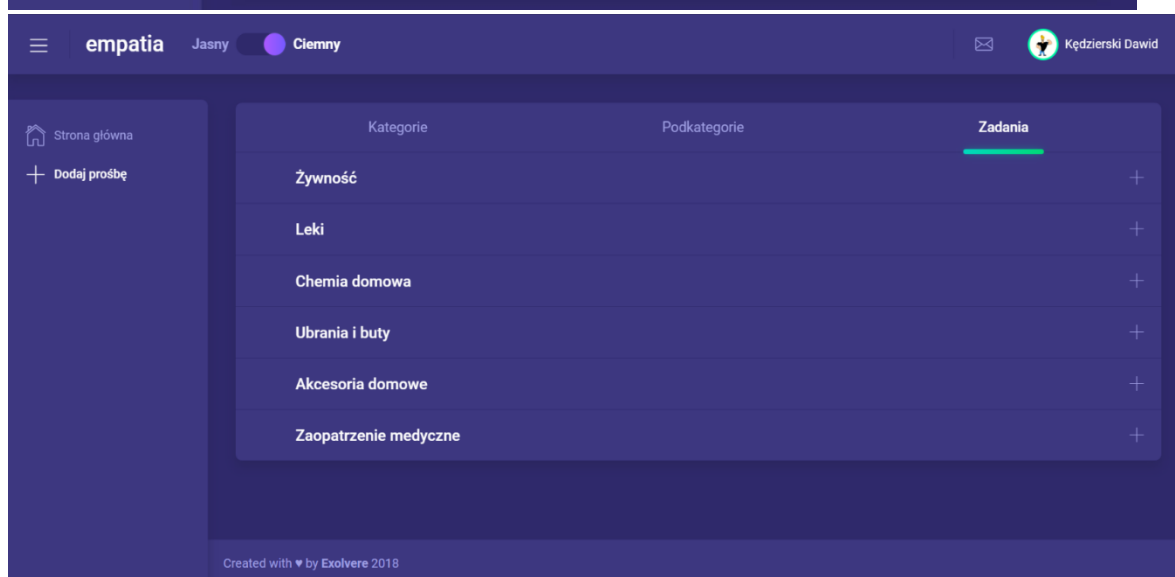 empatia Jasny Ciemny Kędzierski Dawid
Strona główna
Dodaj prośbę
Kategorie Podkategorie Zadania
Żywność
Leki
Chemia domowa
Ubrania i buty
Akcesoria domowe
Zaopatrzenie medyczne
Created with ♥ by Exolvere 2018